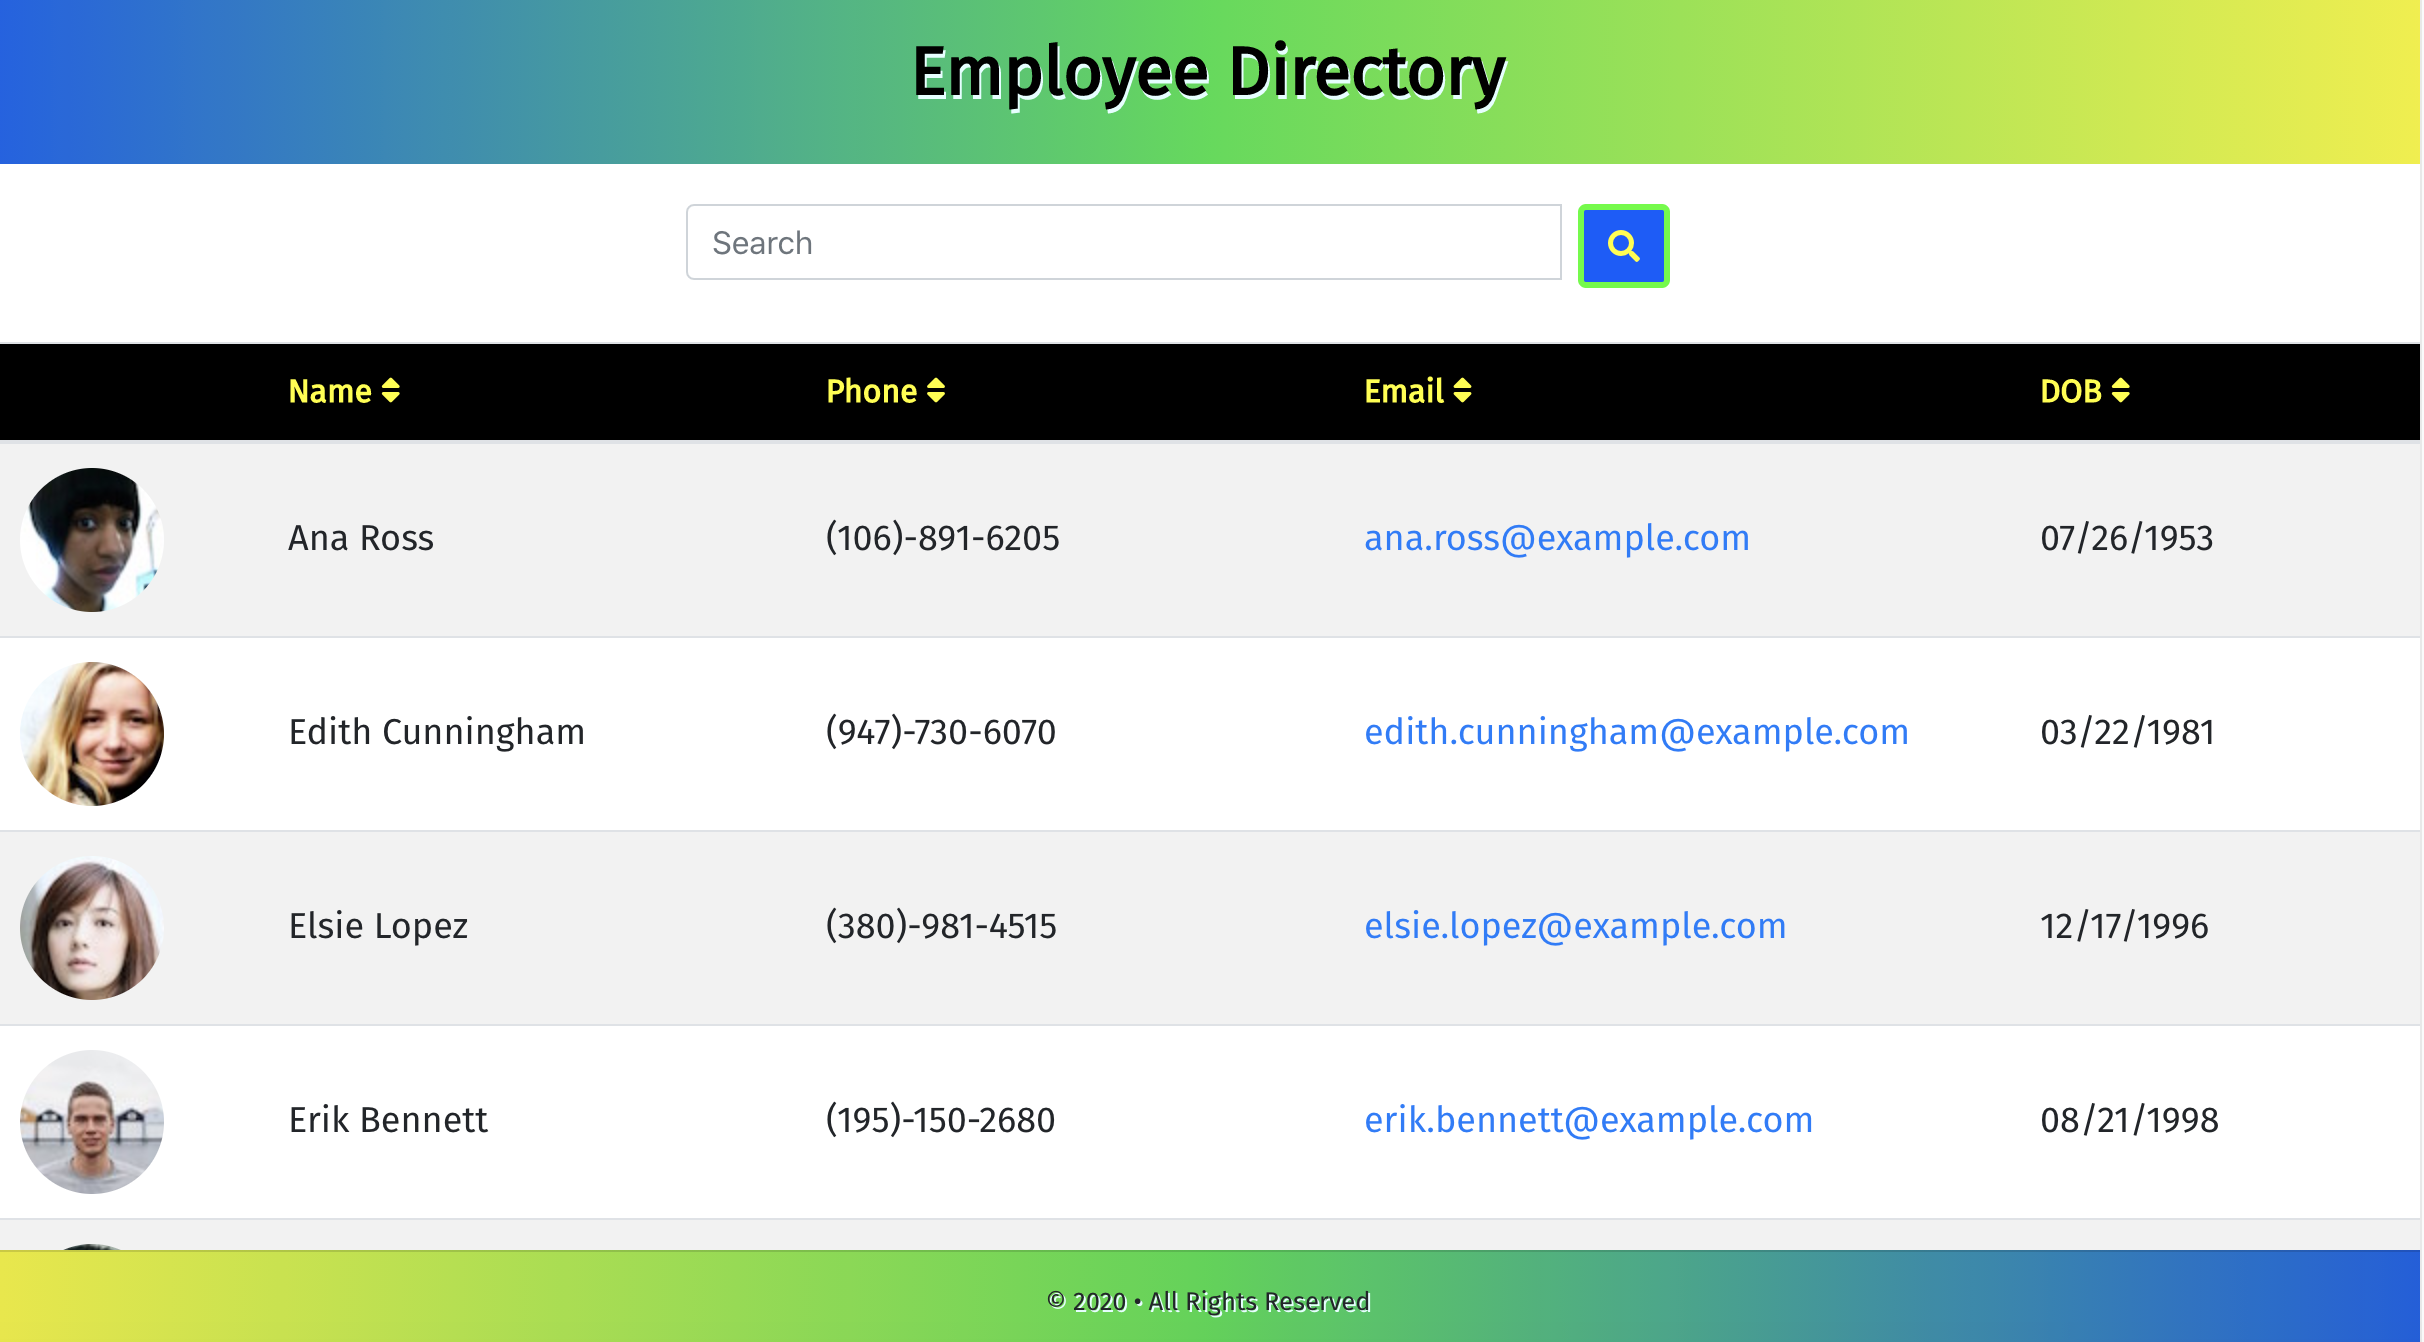 Employee Directory
Search
Name Phone Email DOB
Ana Ross (106)-891-6205 ana.ross@example.com 07/26/1953
Edith Cunningham (947)-730-6070 edith.cunningham@example.com 03/22/1981
Elsie Lopez (380)-981-4515 elsie.lopez@example.com 12/17/1996
Erik Bennett (195)-150-2680 erik.bennett@example.com 08/21/1998
© 2020 • All Rights Reserved